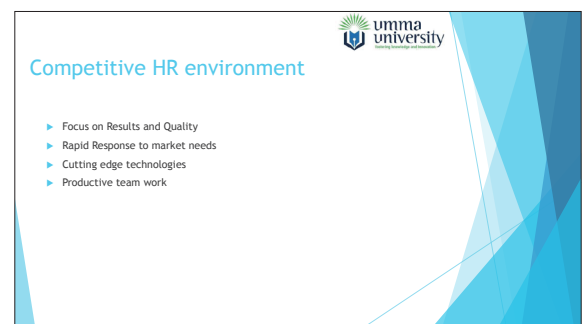 umma
university
Competitive HR environment
Focus on Results and Quality
Rapid Response to market needs
Cutting edge technologies
Productive team work